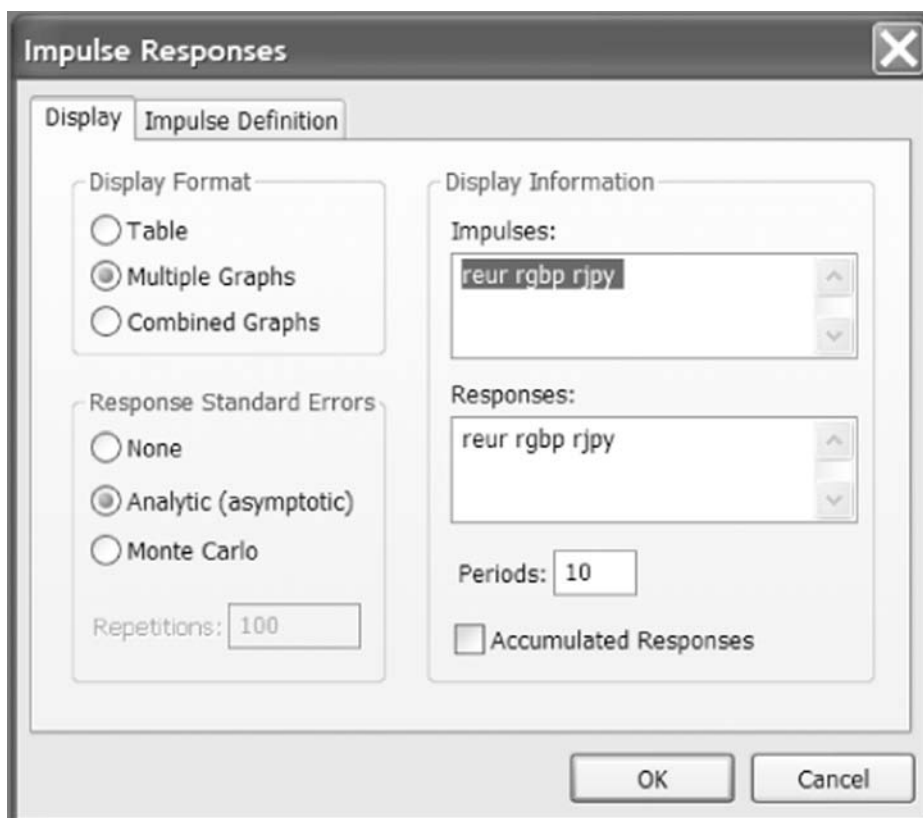 Impulse Responses
Display
Impulse Definition
Display Format
Table
Multiple Graphs
Combined Graphs
Response Standard Errors
None
Analytic (asymptotic)
Monte Carlo
Repetitions: 100
Display Information
Impulses:
reur rgbp rjpy
Responses:
reur rgbp rjpy
Periods: 10
Accumulated Responses
OK
Cancel